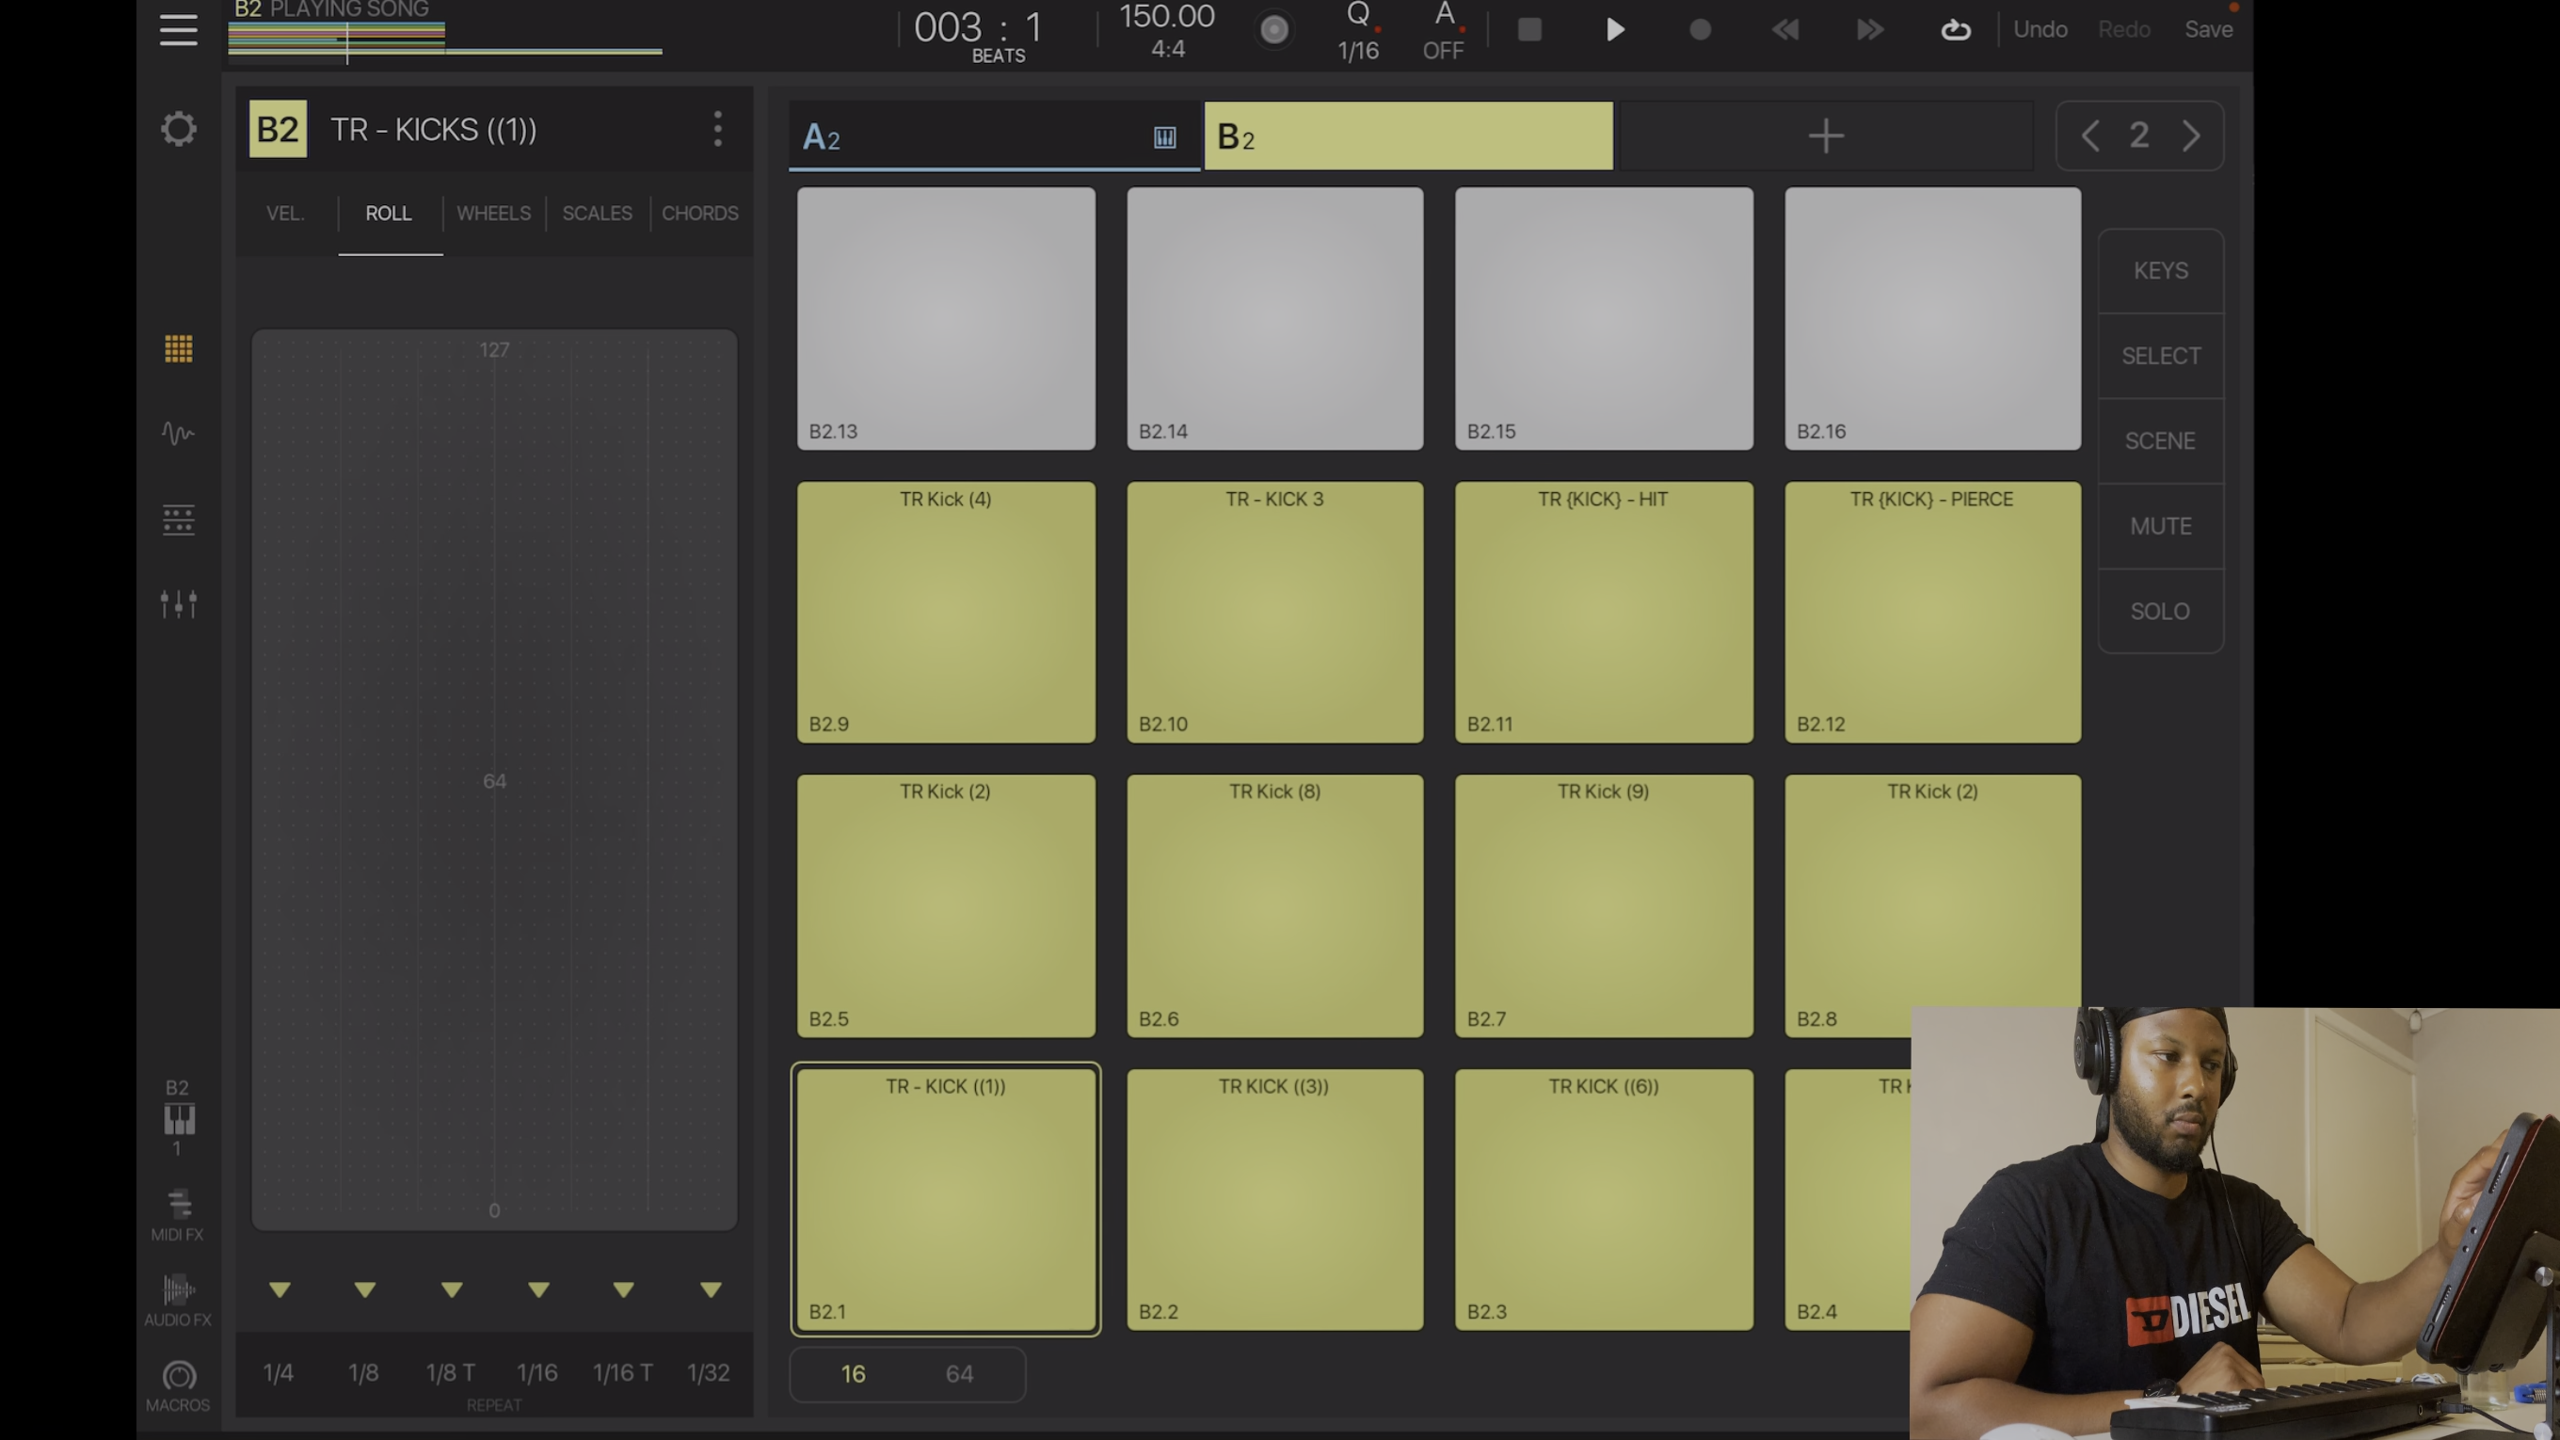 B2 PLAYING SONG
003 : 1
BEATS
150.00
4:4
Q
1/16
A
OFF
Undo
Redo
Save
B2 TR - KICKS ((1))
VEL.
ROLL
WHEELS
SCALES
CHORDS
A2
B2
+
2
127
64
0
B2.13
B2.14
B2.15
B2.16
KEYS
SELECT
SCENE
MUTE
SOLO
TR Kick (4)
B2.9
TR - KICK 3
B2.10
TR {KICK} - HIT
B2.11
TR {KICK} - PIERCE
B2.12
TR Kick (2)
B2.5
TR Kick (8)
B2.6
TR Kick (9)
B2.7
TR Kick (2)
B2.8
TR - KICK ((1))
B2.1
TR KICK ((3))
B2.2
TR KICK ((6))
B2.3
TR
B2.4
B2
1
MIDI FX
AUDIO FX
MACROS
1/4
1/8
1/8 T
1/16
1/16 T
1/32
REPEAT
16
64
DIESEL